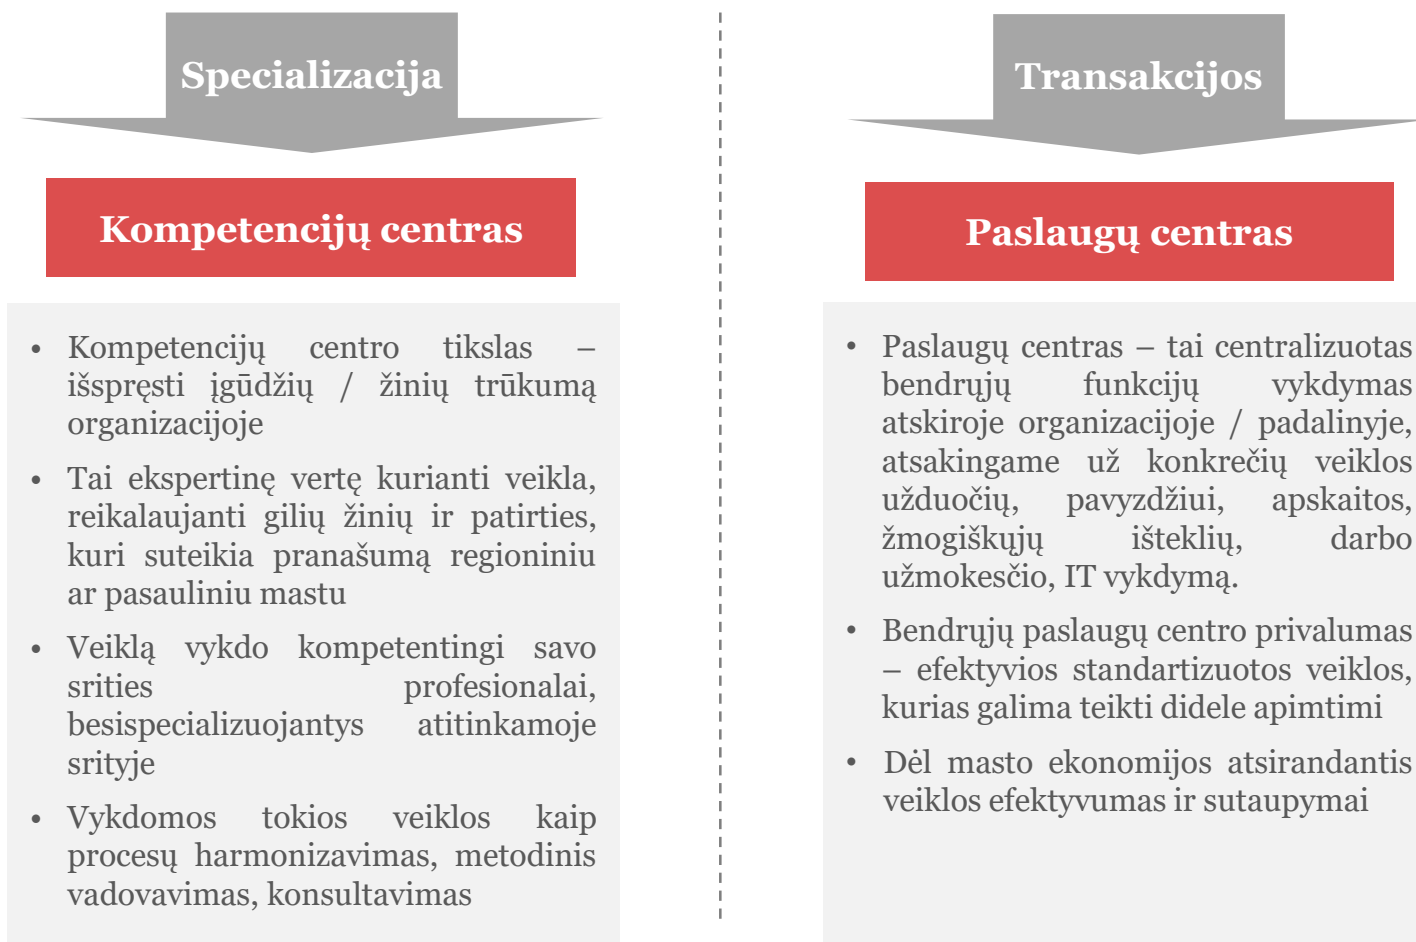 Specializacija
Kompetencijų centras
• Kompetencijų centro tikslas –
išspręsti įgūdžių / žinių trūkumą
organizacijoje
• Tai ekspertinę vertę kurianti veikla,
reikalaujanti gilių žinių ir patirties,
kuri suteikia pranašumą regioniniu
ar pasauliniu mastu
• Veiklą vykdo kompetentingi savo
srities profesionalai,
besispecializuojantys atitinkamoje
srityje
• Vykdomos tokios veiklos kaip
procesų harmonizavimas, metodinis
vadovavimas, konsultavimas
Transakcijos
Paslaugų centras
• Paslaugų centras – tai centralizuotas
bendrųjų funkcijų vykdymas
atskiroje organizacijoje / padalinyje,
atsakingame už konkrečių veiklos
užduočių, pavyzdžiui, apskaitos,
žmogiškųjų išteklių, darbo
užmokesčio, IT vykdymą.
• Bendrųjų paslaugų centro privalumas
– efektyvios standartizuotos veiklos,
kurias galima teikti didele apimtimi
• Dėl masto ekonomijos atsirandantis
veiklos efektyvumas ir sutaupymai